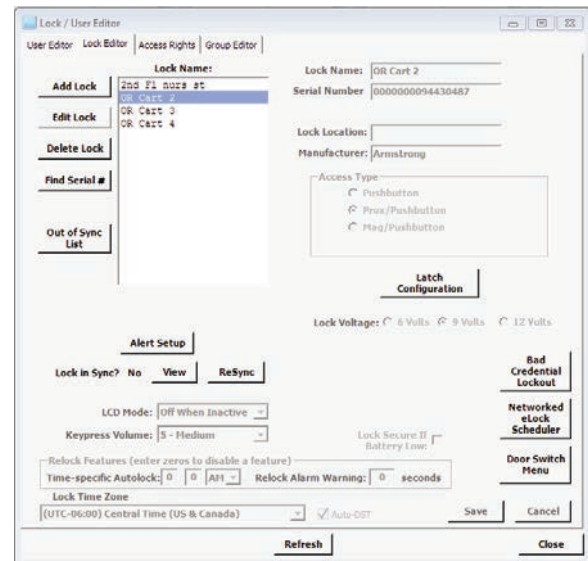 Lock / User Editor
User Editor Lock Editor Access Rights Group Editor
Lock Name:
Add Lock
Edit Lock
Delete Lock
Find Serial #
Out of Sync
List
2nd Fl nurs st
OR Cart 2
OR Cart 3
OR Cart 4
Lock Name: OR Cart 2
Serial Number 0000000094430487
Lock Location:
Manufacturer: Armstrong
Access Type
Pushbutton
Prox/Pushbutton
Mag/Pushbutton
Latch
Configuration
Lock Voltage: 6 Volts 9 Volts 12 Volts
Alert Setup
Lock in Sync? No View ReSync
Bad
Credential
Lockout
LCD Mode: Off When Inactive
Keypress Volume: 5 - Medium
Lock Secure If
Battery Low:
Networked
eLock
Scheduler
Relock Features (enter zeros to disable a feature)
Time-specific Autolock: 0 0 AM Relock Alarm Warning: 0 seconds
Door Switch
Menu
Lock Time Zone
(UTC-06:00) Central Time (US & Canada) Auto-DST
Save Cancel
Refresh Close